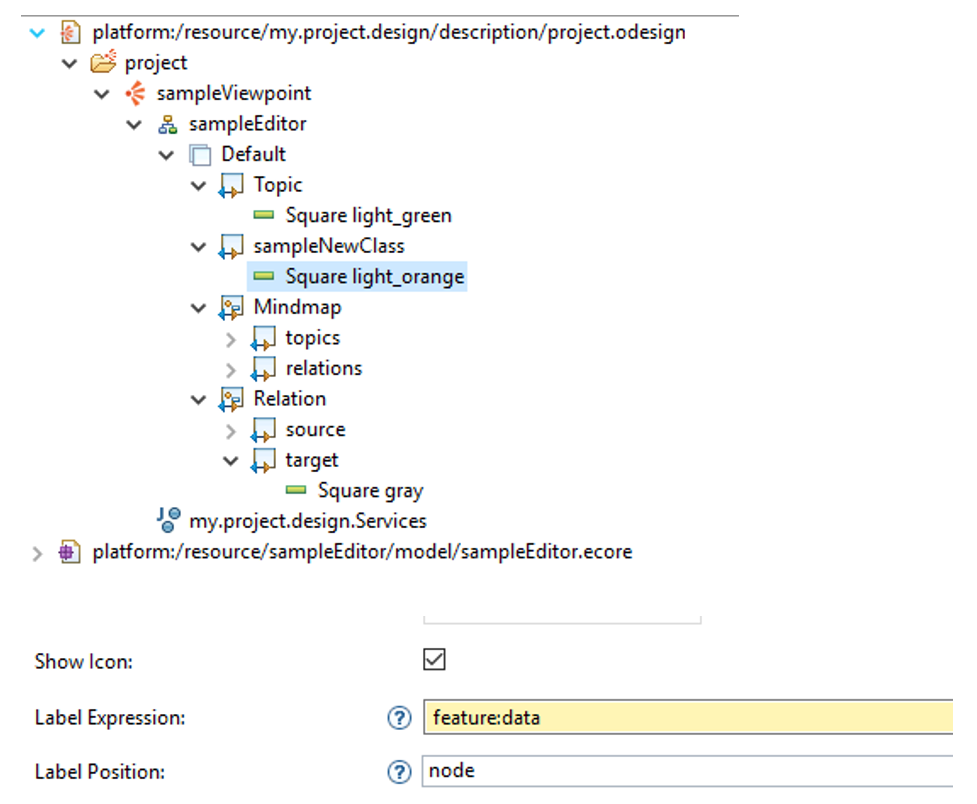 platform:/resource/my.project.design/description/project.odesign
project
sampleViewpoint
sampleEditor
Default
Topic
Square light_green
sampleNewClass
Square light_orange
Mindmap
topics
relations
Relation
source
target
Square gray
my.project.design.Services
platform:/resource/sampleEditor/model/sampleEditor.ecore
Show Icon:
Label Expression: ? feature:data
Label Position: ? node